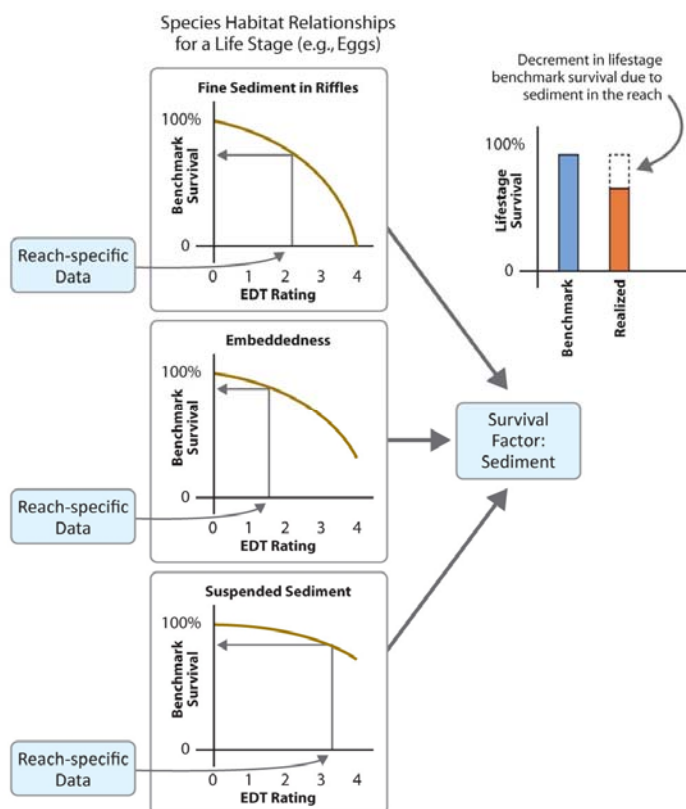 Species Habitat Relationships
for a Life Stage (e.g., Eggs)
Fine Sediment in Riffles
100%
Benchmark
Survival
0
0 1 2 3 4
EDT Rating
Reach-specific
Data
Embeddedness
100%
Benchmark
Survival
0
0 1 2 3 4
EDT Rating
Reach-specific
Data
Suspended Sediment
100%
Benchmark
Survival
0
0 1 2 3 4
EDT Rating
Reach-specific
Data
Decrement in lifestage
benchmark survival due to
sediment in the reach
100%
Lifestage
Survival
0
Benchmark
Realized
Survival
Factor:
Sediment